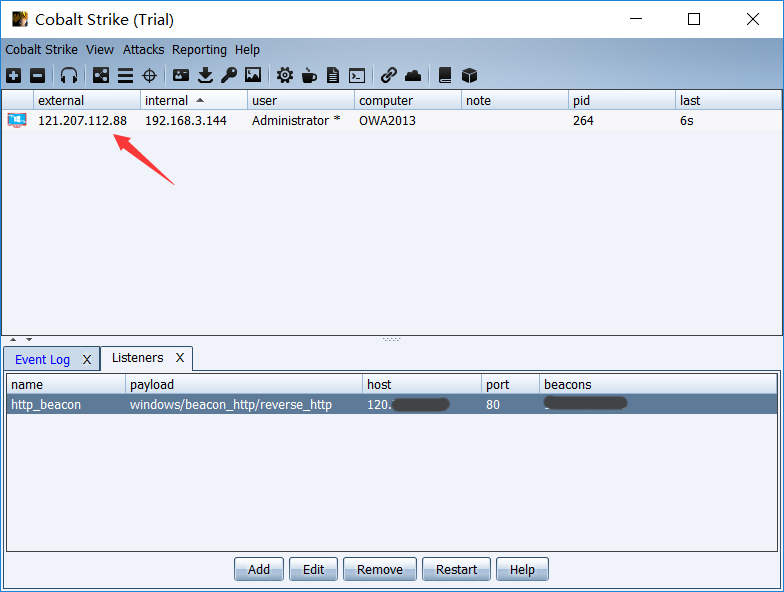 Cobalt Strike (Trial)
Cobalt Strike View Attacks Reporting Help
external internal user computer note pid last
121.207.112.88 192.168.3.144 Administrator * OWA2013 264 6s
Event Log X Listeners X
name payload host port beacons
http_beacon windows/beacon_http/reverse_http 120. 80
Add Edit Remove Restart Help